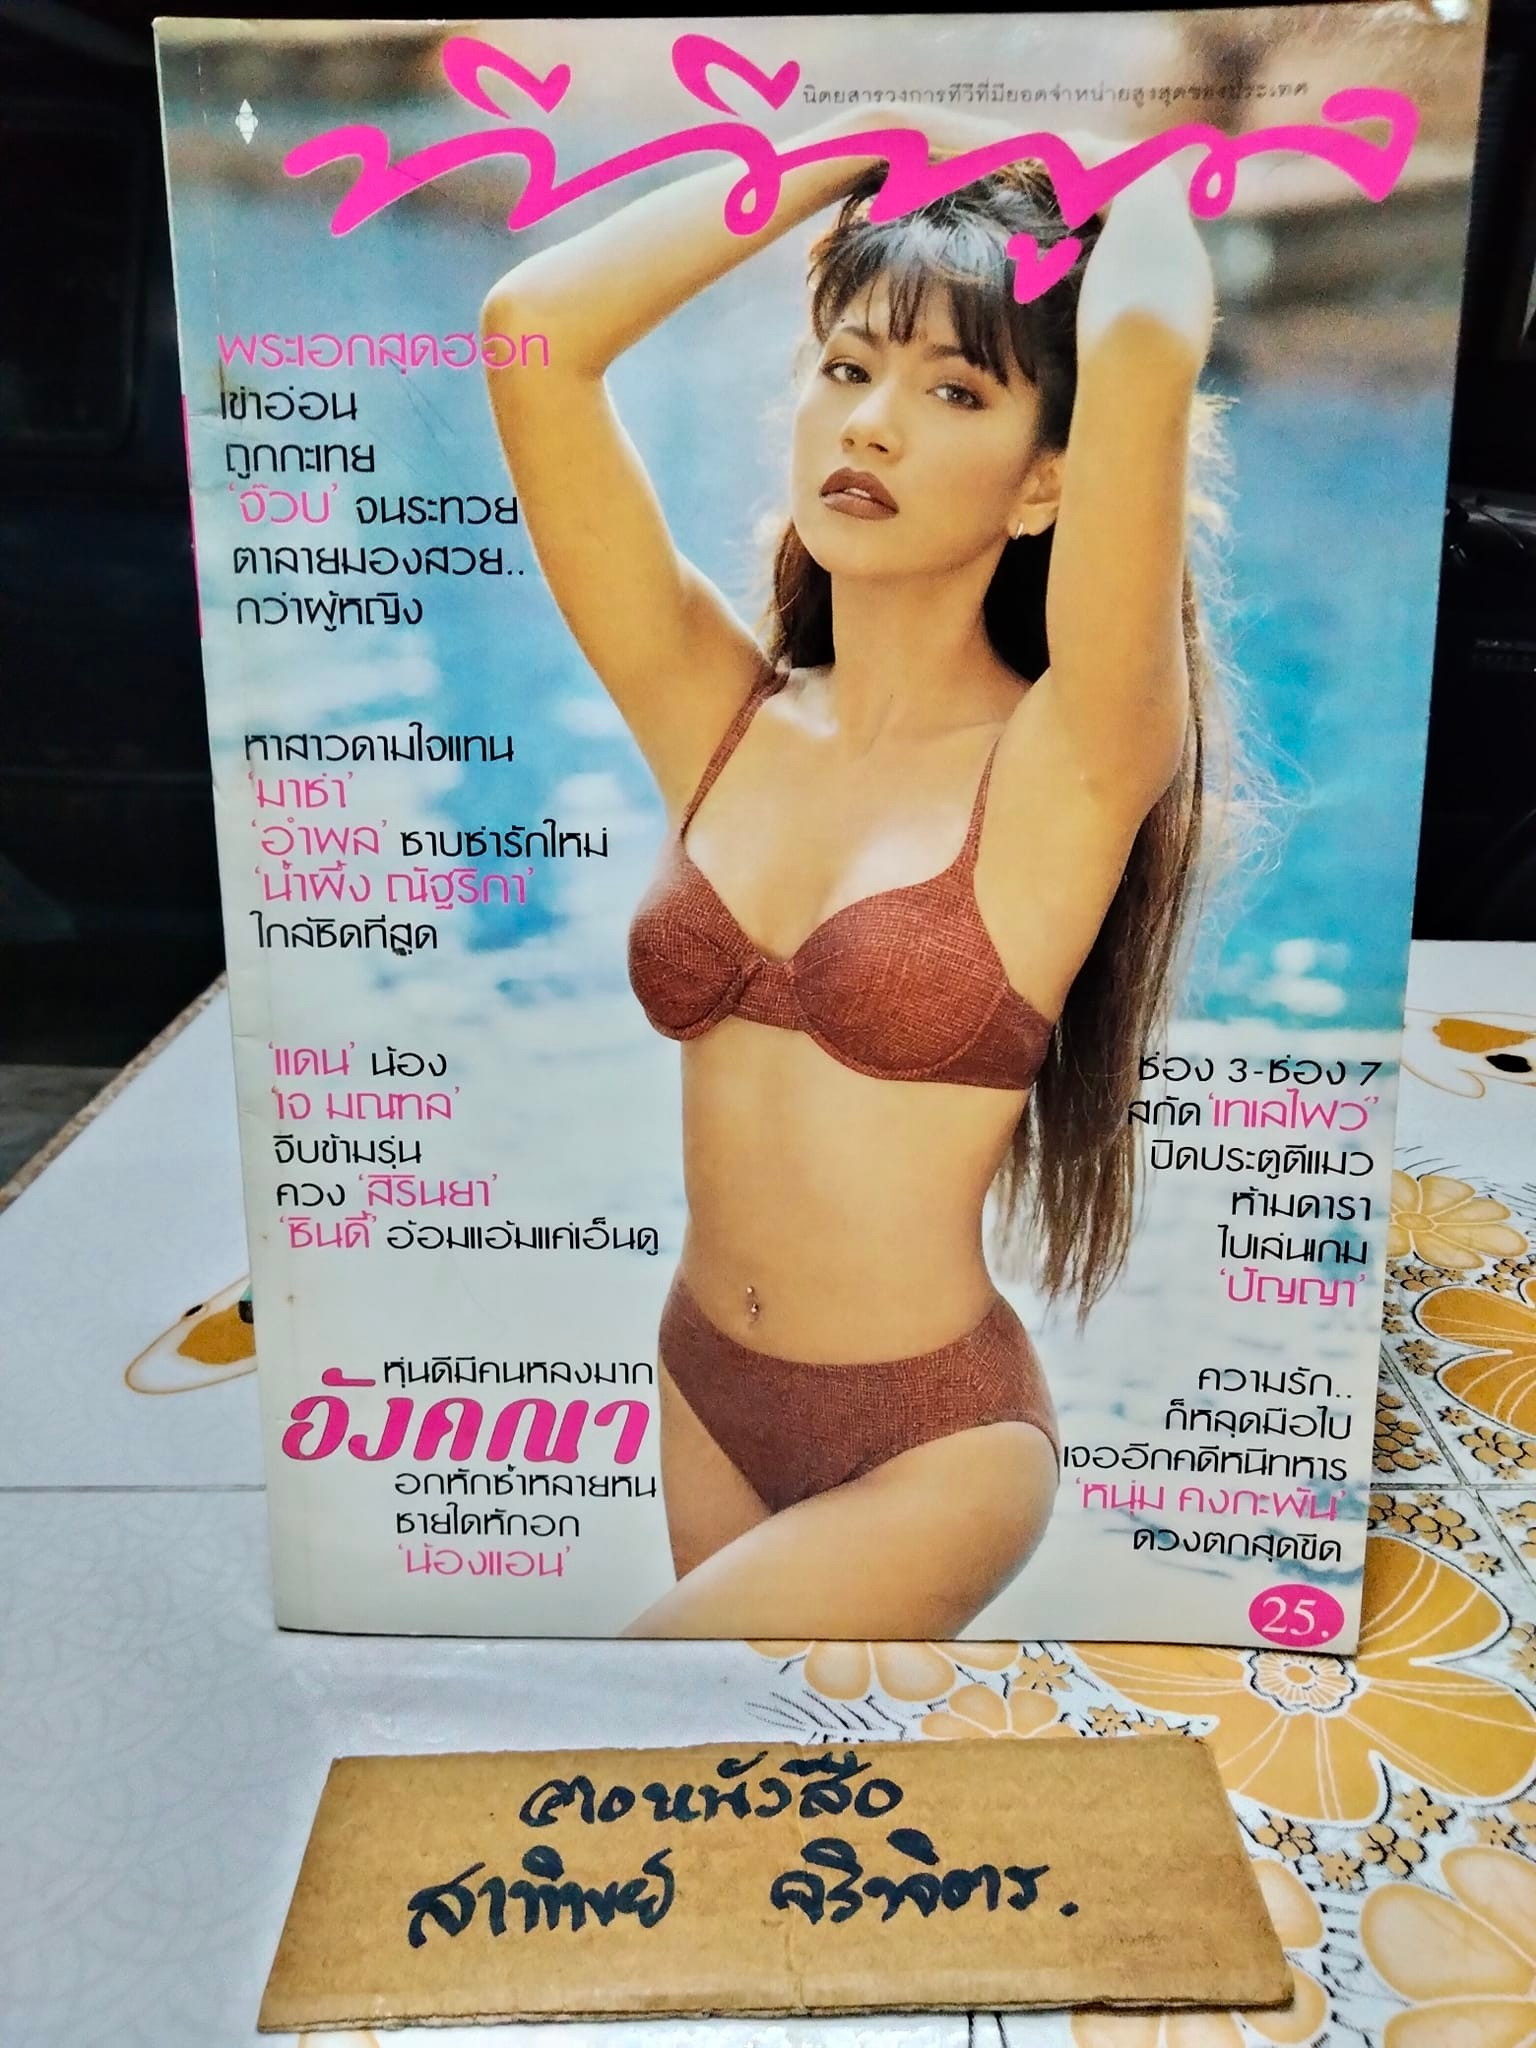 นิตยสารวงการทีวีที่มียอดจำหน่ายสูงสุดของประเทศ
ทีวีพูล
พระเอกสุดฮอท
เข่าอ่อน
ถูกกะเทย
'จ๊วบ' จนระทวย
ตาลายมองสวย..
กว่าผู้หญิง
หาสาวดามใจแทน
'มาช่า'
'อำพล' ซาบซ่ารักใหม่
'น้ำผึ้ง ณัฐริกา'
ใกล้ชิดที่สุด
'แดน' น้อง
'เจ มณฑล'
จีบข้ามรุ่น
ควง 'สิรินยา'
'ซินดี้' อ้อมแอ้มแค่เอ็นดู
หุ่นดีมีคนหลงมาก
อังคณา
อกหักซ้ำหลายหน
ชายใดหักอก
'น้องแอน'
ช่อง 3-ช่อง 7
สกัด 'เทเลไพว์'
ปิดประตูตีแมว
ห้ามดารา
ไปเล่นเกม
'ปัญญา'
ความรัก..
ก็หลุดมือไป
เจออีกคดีหนีทหาร
'หนุ่ม คงกะพัน'
ดวงตกสุดขีด
25.
หนังสือ
สาทิพย์